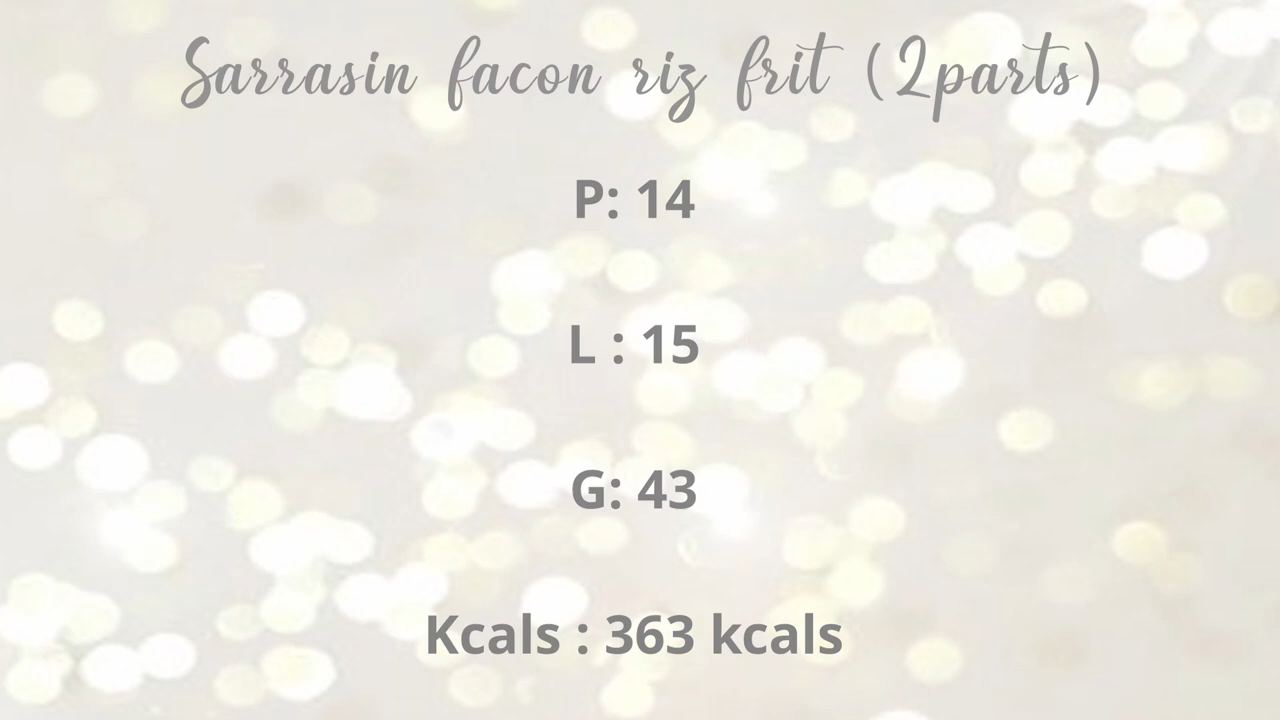 Sarrasin facon riz frit (2parts)
P: 14
L : 15
G: 43
Kcals : 363 kcals